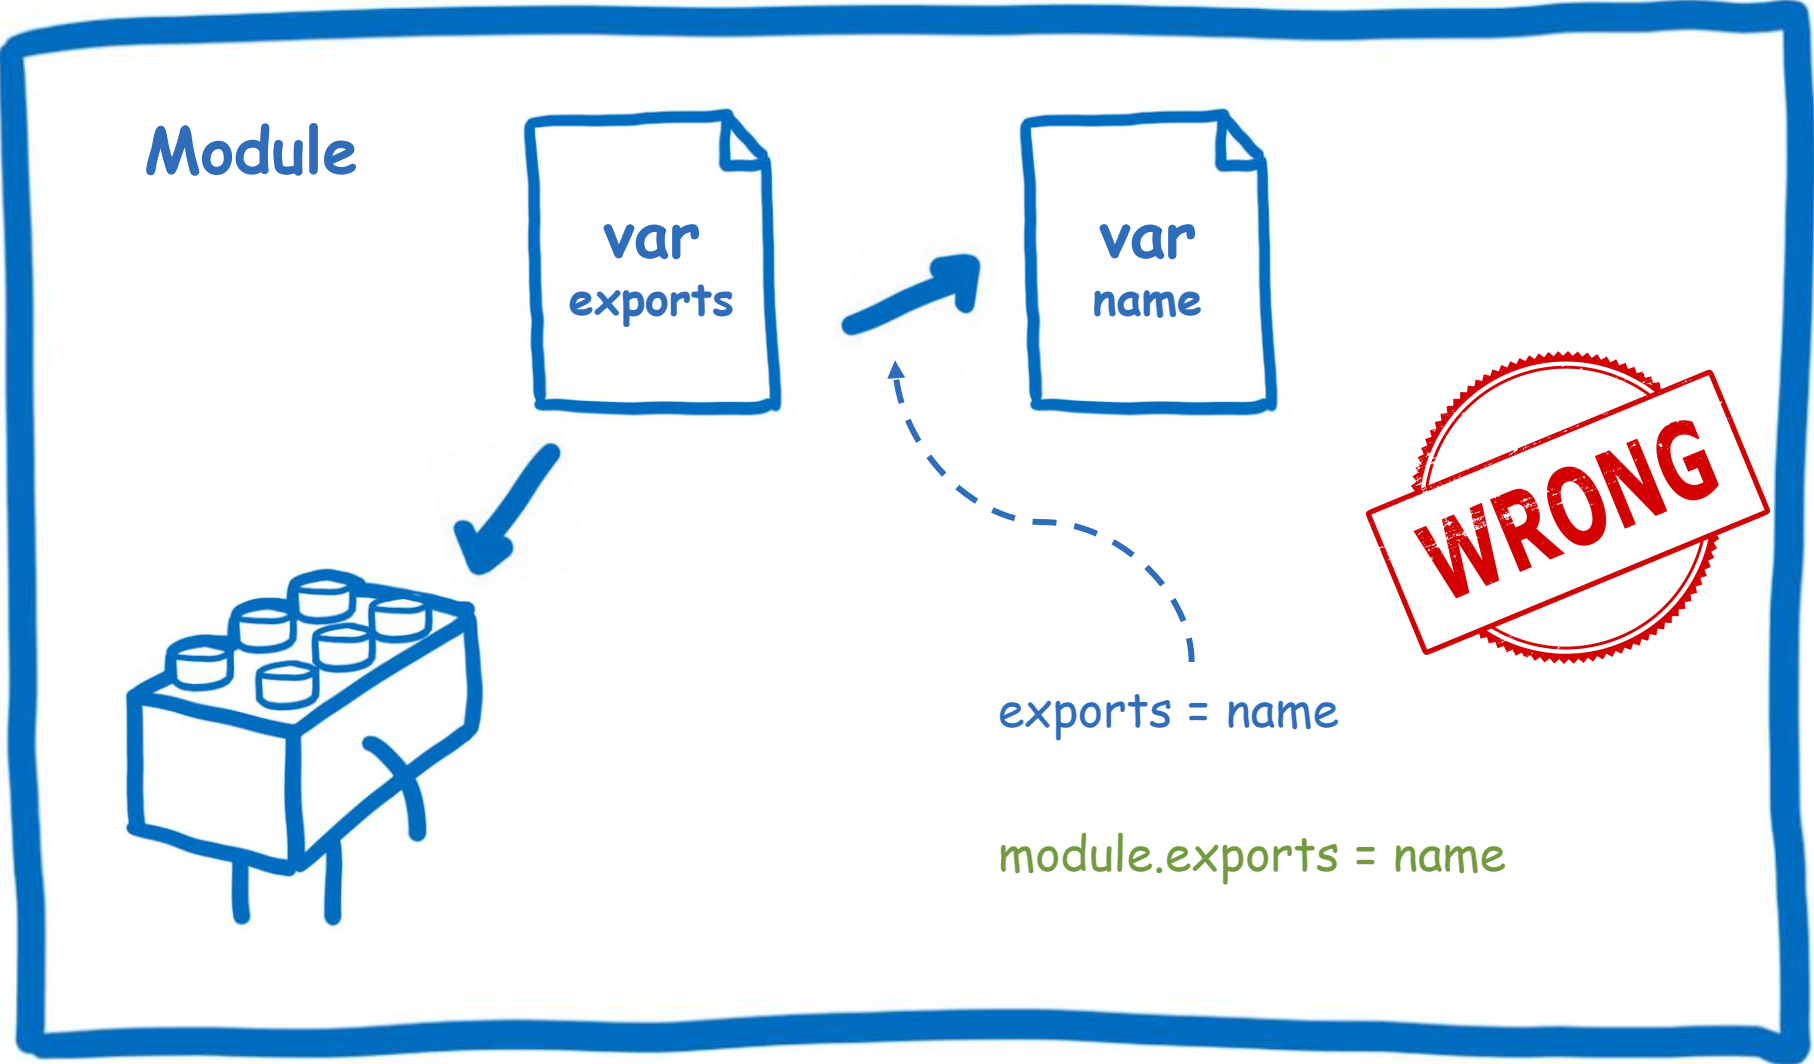 Module
var
exports
var
name
WRONG
exports = name
module.exports = name